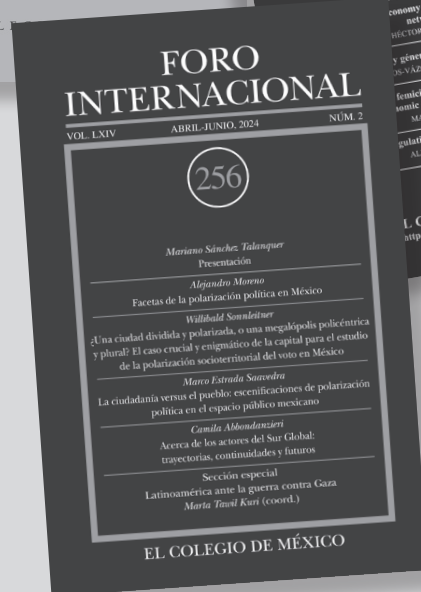 FORO
INTERNACIONAL
VOL. LXIV ABRIL-JUNIO, 2024 NÚM. 2
256
Mariano Sánchez Talanquer
Presentación
Alejandro Moreno
Facetas de la polarización política en México
Willibald Sonnleitner
¿Una ciudad dividida y polarizada, o una megalópolis policéntrica
y plural? El caso crucial y enigmático de la capital para el estudio
de la polarización socioterritorial del voto en México
Marco Estrada Saavedra
La ciudadanía versus el pueblo: escenificaciones de polarización
política en el espacio público mexicano
Camila Abbondanzieri
Acerca de los actores del Sur Global:
trayectorias, continuidades y futuros
Sección especial
Latinoamérica ante la guerra contra Gaza
Marta Tawil Kuri (coord.)
EL COLEGIO DE MÉXICO